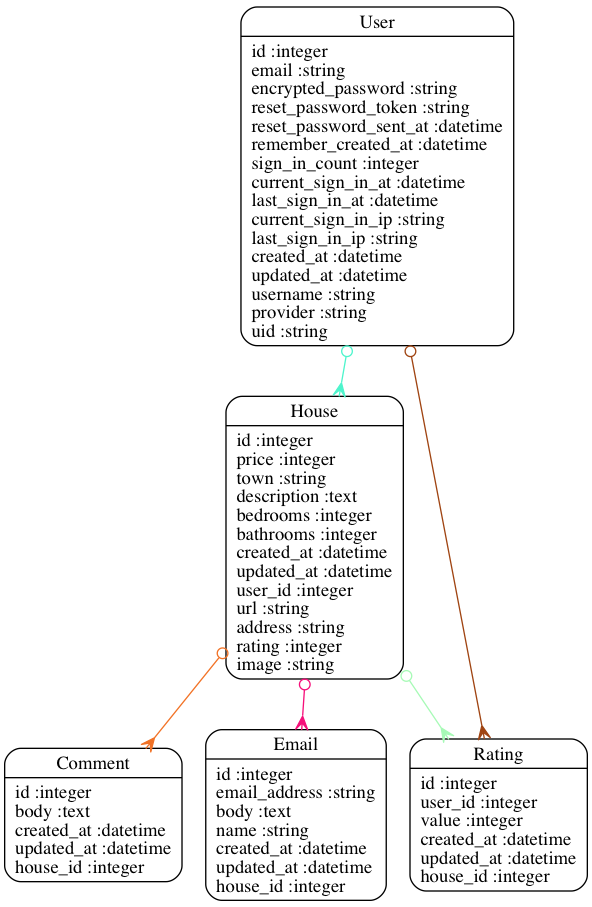 User
id :integer
email :string
encrypted_password :string
reset_password_token :string
reset_password_sent_at :datetime
remember_created_at :datetime
sign_in_count :integer
current_sign_in_at :datetime
last_sign_in_at :datetime
current_sign_in_ip :string
last_sign_in_ip :string
created_at :datetime
updated_at :datetime
username :string
provider :string
uid :string
House
id :integer
price :integer
town :string
description :text
bedrooms :integer
bathrooms :integer
created_at :datetime
updated_at :datetime
user_id :integer
url :string
address :string
rating :integer
image :string
Comment
id :integer
body :text
created_at :datetime
updated_at :datetime
house_id :integer
Email
id :integer
email_address :string
body :text
name :string
created_at :datetime
updated_at :datetime
house_id :integer
Rating
id :integer
user_id :integer
value :integer
created_at :datetime
updated_at :datetime
house_id :integer